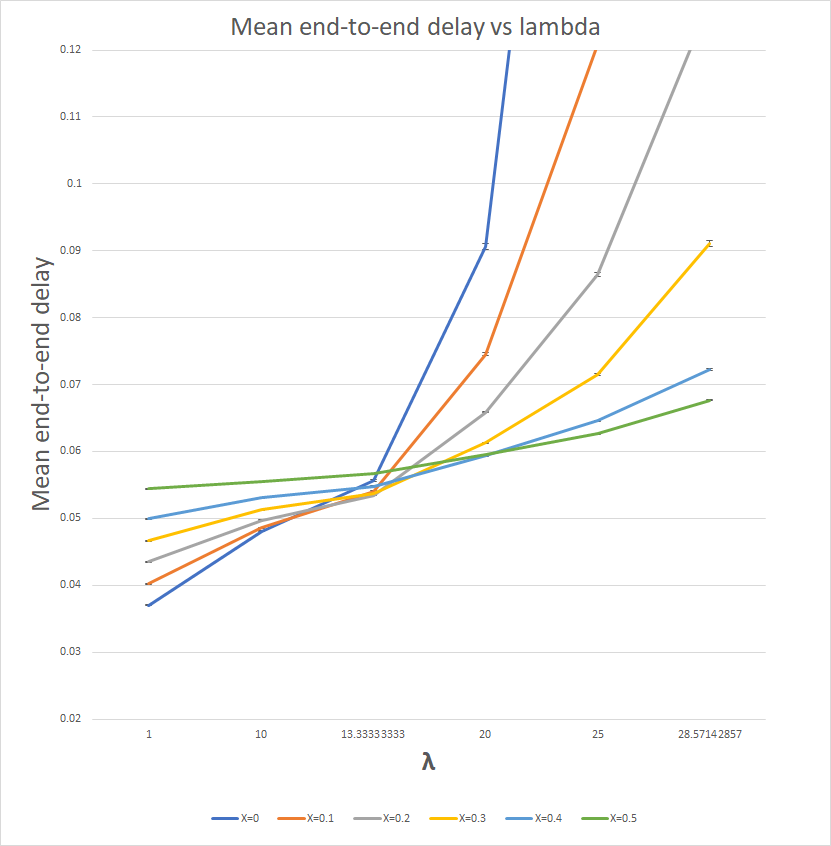 Mean end-to-end delay vs lambda
0.12
0.11
0.1
0.09
0.08
0.07
0.06
0.05
0.04
0.03
0.02
Mean end-to-end delay
1 10 13.33333333 20 25 28.57142857
λ
X=0 X=0.1 X=0.2 X=0.3 X=0.4 X=0.5